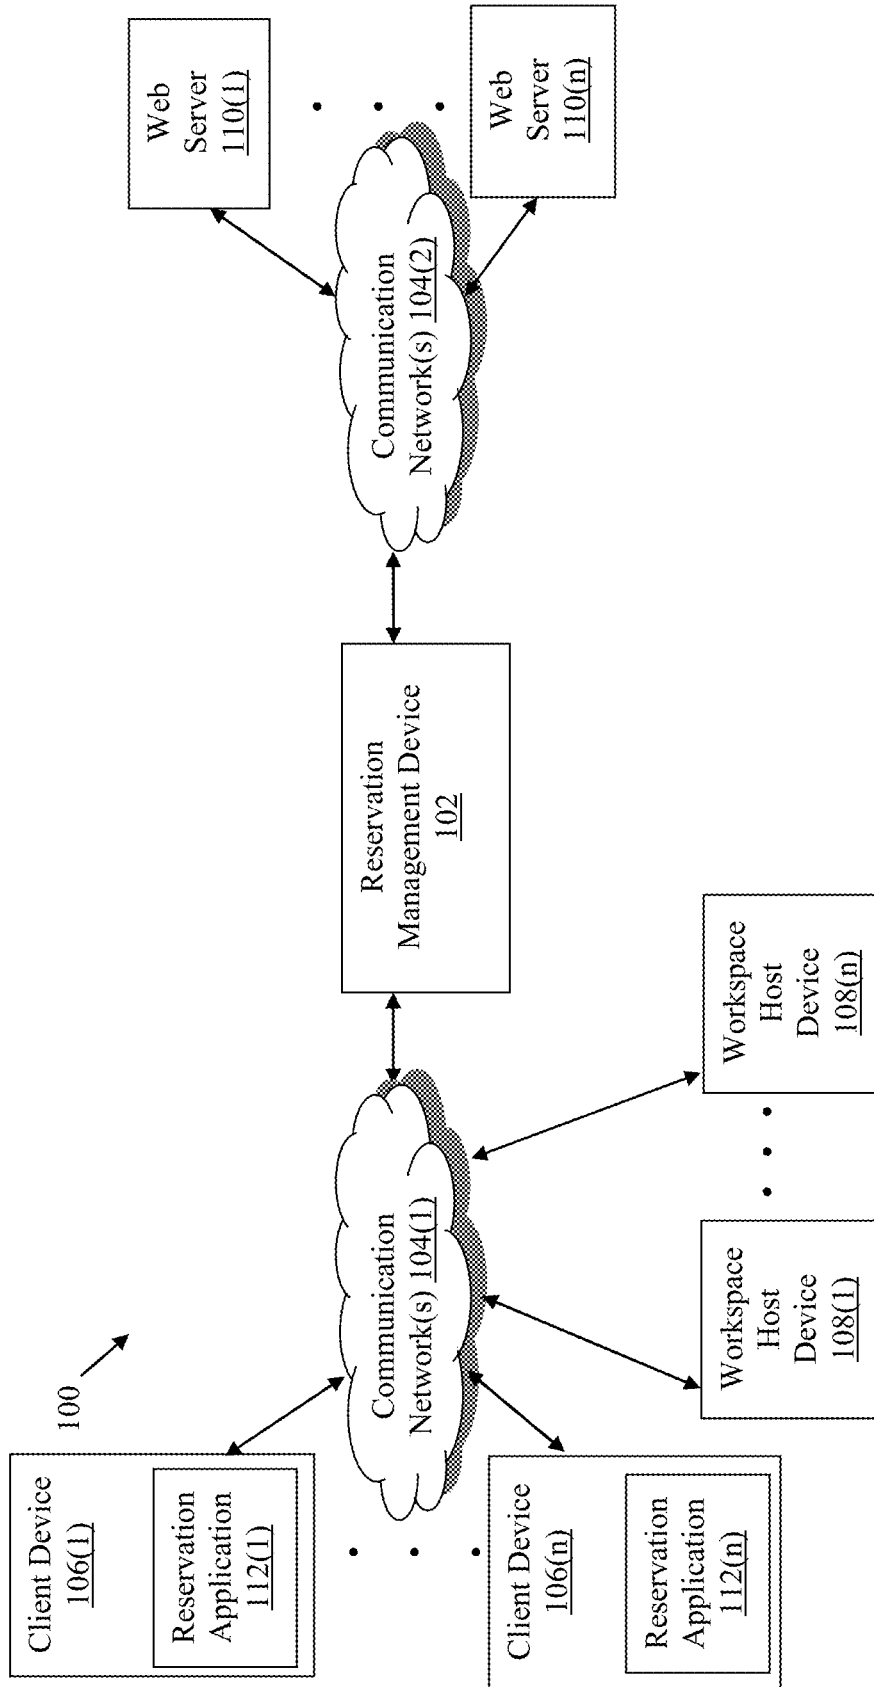 100
Client Device
106(1)
Reservation
Application
112(1)
Client Device
106(n)
Reservation
Application
112(n)
Communication
Network(s) 104(1)
Workspace
Host
Device
108(1)
Workspace
Host
Device
108(n)
Reservation
Management Device
102
Communication
Network(s) 104(2)
Web
Server
110(1)
Web
Server
110(n)